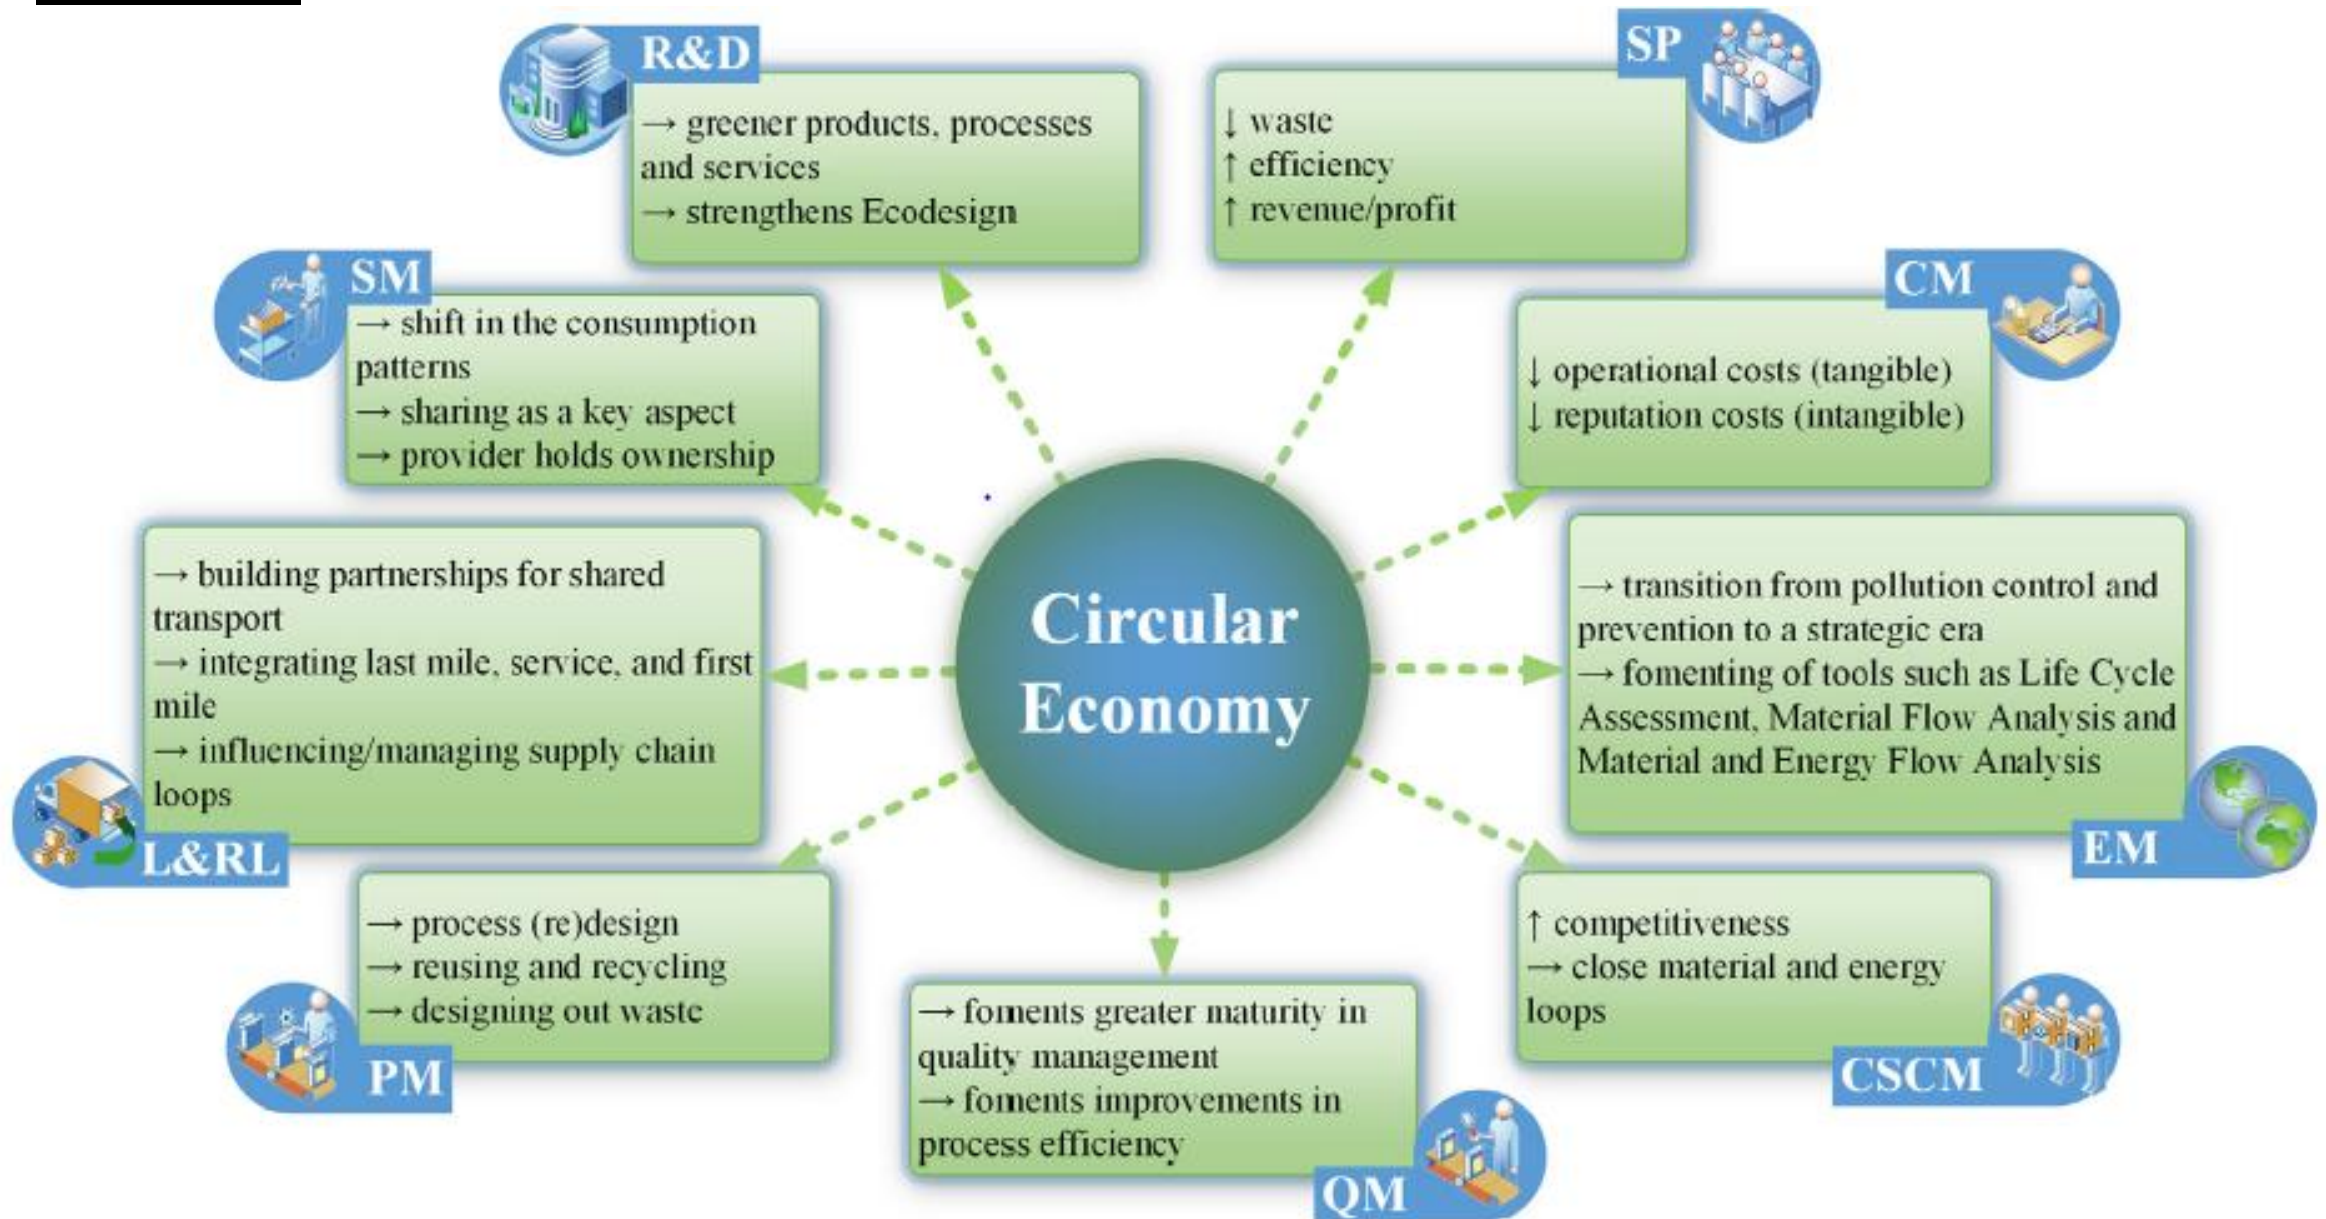 R&D
→ greener products, processes
and services
→ strengthens Ecodesign
SP
↓ waste
↑ efficiency
↑ revenue/profit
SM
→ shift in the consumption
patterns
→ sharing as a key aspect
→ provider holds ownership
CM
↓ operational costs (tangible)
↓ reputation costs (intangible)
→ building partnerships for shared
transport
→ integrating last mile, service, and first
mile
→ influencing/managing supply chain
loops
L&RL
Circular
Economy
→ transition from pollution control and
prevention to a strategic era
→ fomenting of tools such as Life Cycle
Assessment, Material Flow Analysis and
Material and Energy Flow Analysis
EM
→ process (re)design
→ reusing and recycling
→ designing out waste
PM
→ foments greater maturity in
quality management
→ foments improvements in
process efficiency
QM
↑ competitiveness
→ close material and energy
loops
CSCM